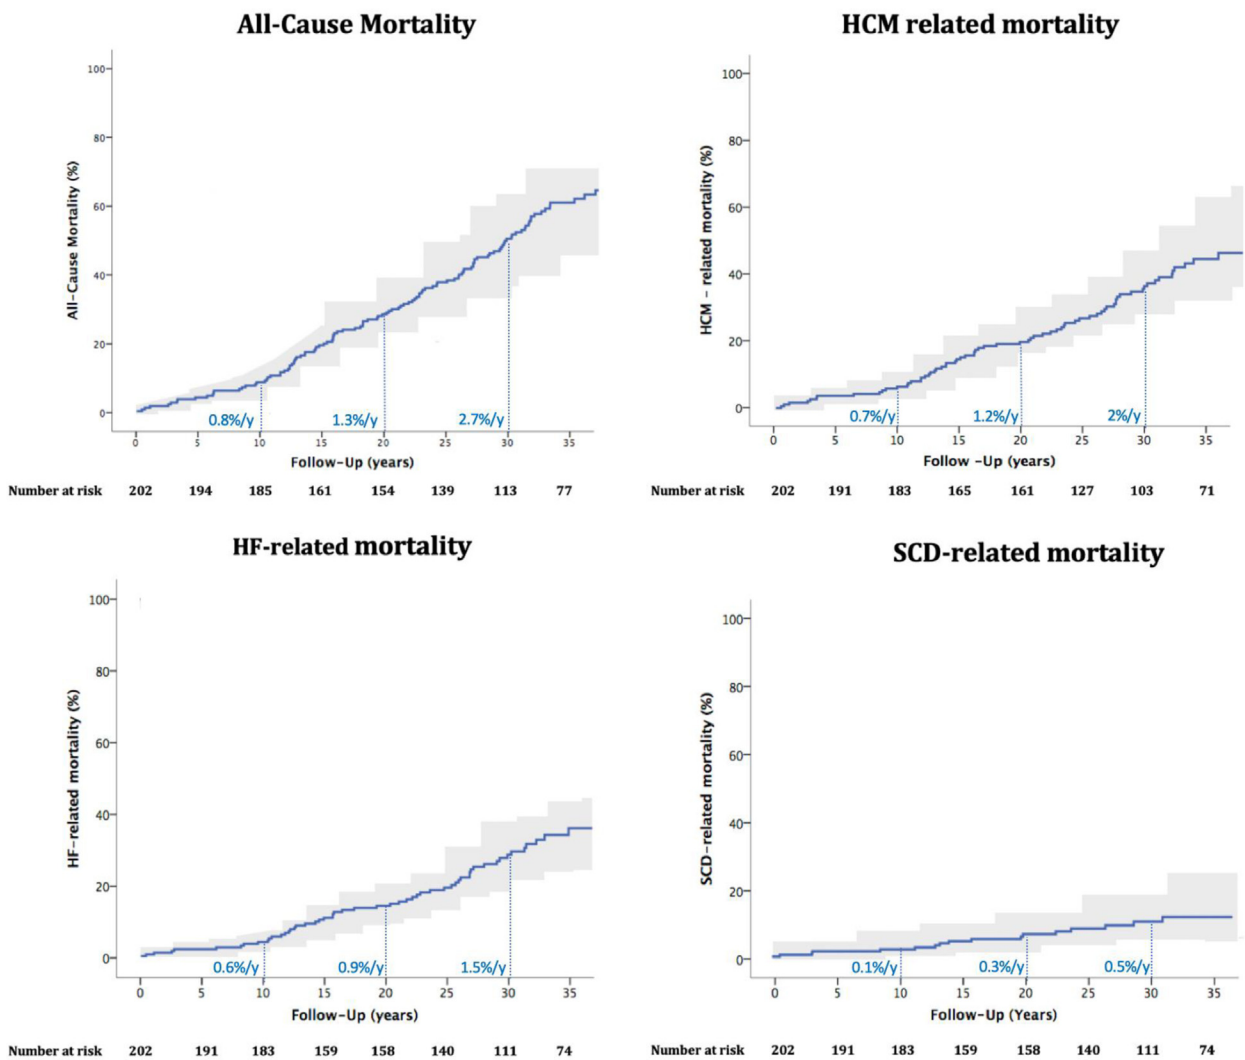 All-Cause Mortality
100
80
60
40
20
0
All-Cause Mortality (%)
0.8%/y 1.3%/y 2.7%/y
0 5 10 15 20 25 30 35
Follow-Up (years)
Number at risk 202 194 185 161 154 139 113 77
HCM related mortality
100
80
60
40
20
0
HCM - related mortality (%)
0.7%/y 1.2%/y 2%/y
0 5 10 15 20 25 30 35
Follow -Up (years)
Number at risk 202 191 183 165 161 127 103 71
HF-related mortality
100
80
60
40
20
0
HF-related mortality (%)
0.6%/y 0.9%/y 1.5%/y
0 5 10 15 20 25 30 35
Follow-Up (Years)
Number at risk 202 191 183 159 158 140 111 74
SCD-related mortality
100
80
60
40
20
0
SCD-related mortality (%)
0.1%/y 0.3%/y 0.5%/y
0 5 10 15 20 25 30 35
Follow-Up (Years)
Number at risk 202 191 183 159 158 140 111 74